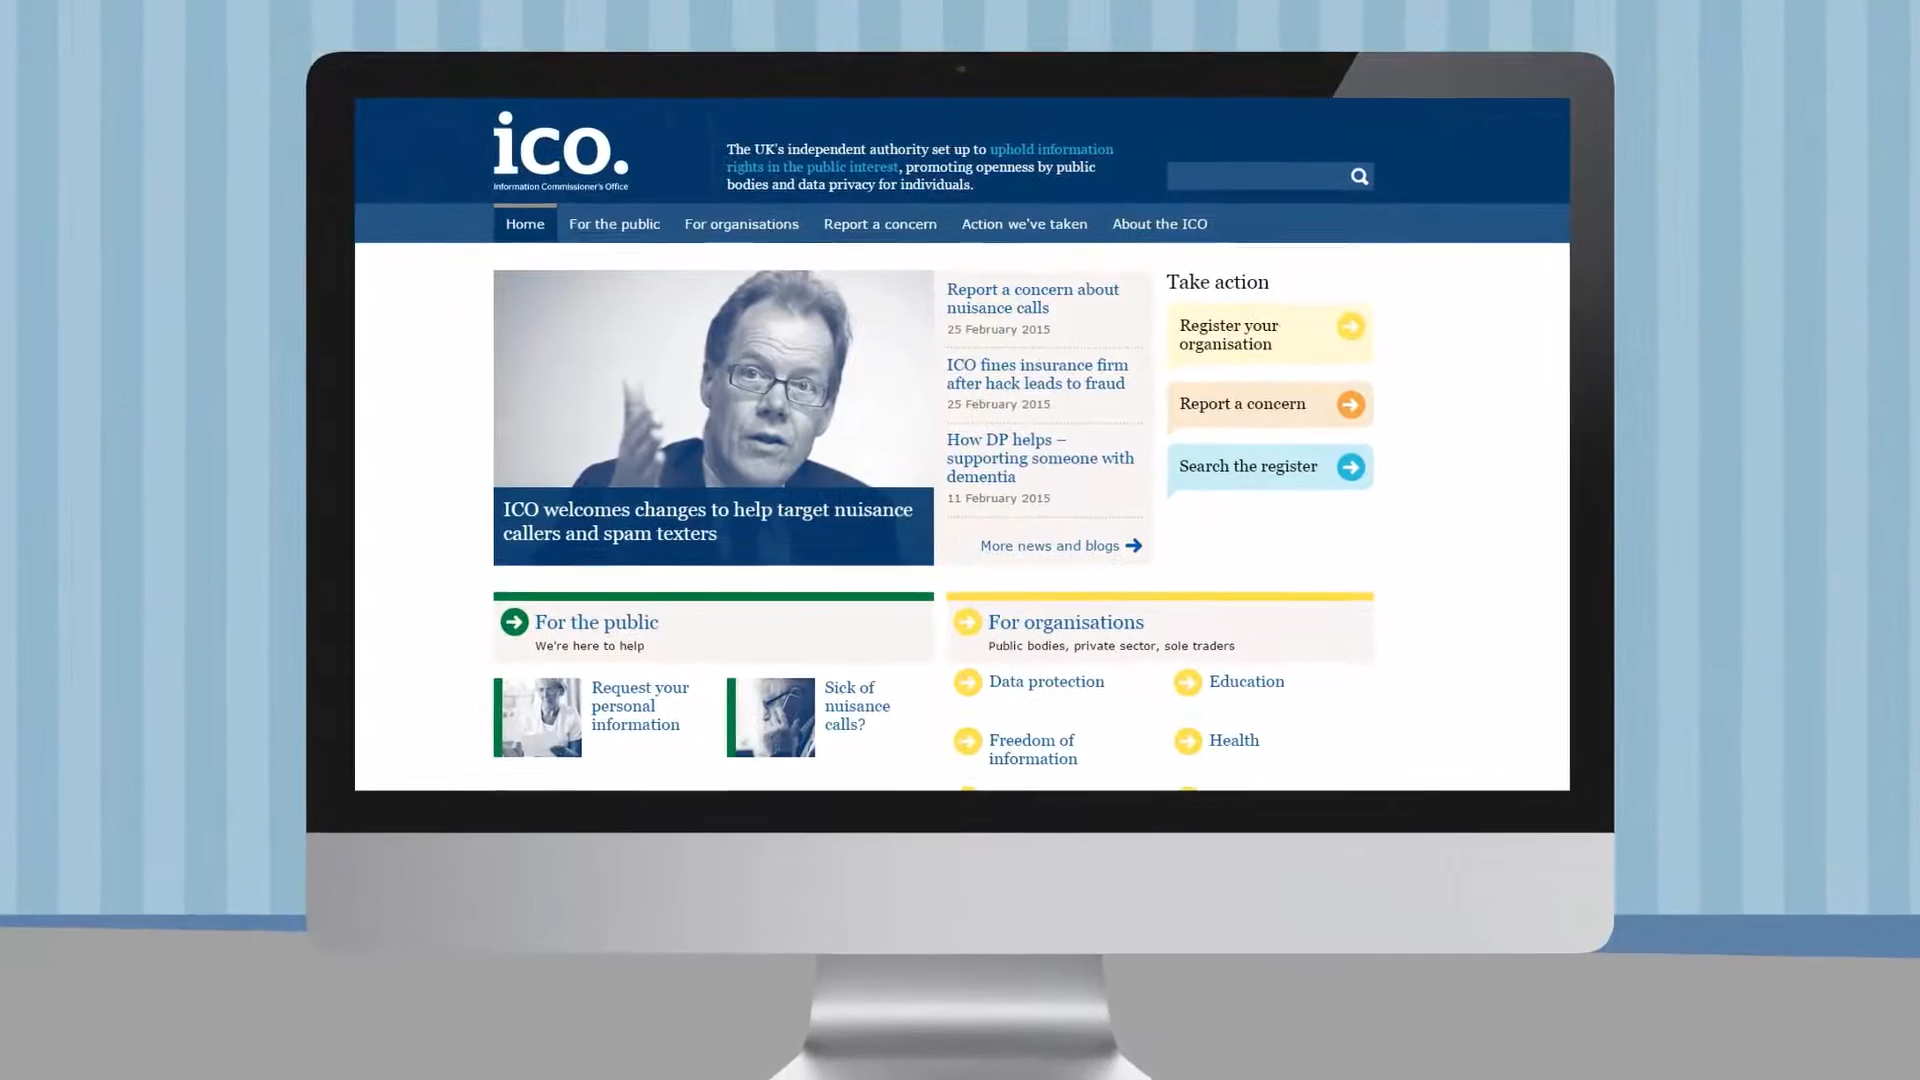 ico.
Information Commissioner's Office
The UK's independent authority set up to uphold information
rights in the public interest, promoting openness by public
bodies and data privacy for individuals.
Home
For the public
For organisations
Report a concern
Action we've taken
About the ICO
ICO welcomes changes to help target nuisance
callers and spam texters
Report a concern about
nuisance calls
25 February 2015
ICO fines insurance firm
after hack leads to fraud
25 February 2015
How DP helps –
supporting someone with
dementia
11 February 2015
More news and blogs
Take action
Register your
organisation
Report a concern
Search the register
For the public
We're here to help
Request your
personal
information
Sick of
nuisance
calls?
For organisations
Public bodies, private sector, sole traders
Data protection
Education
Freedom of
information
Health